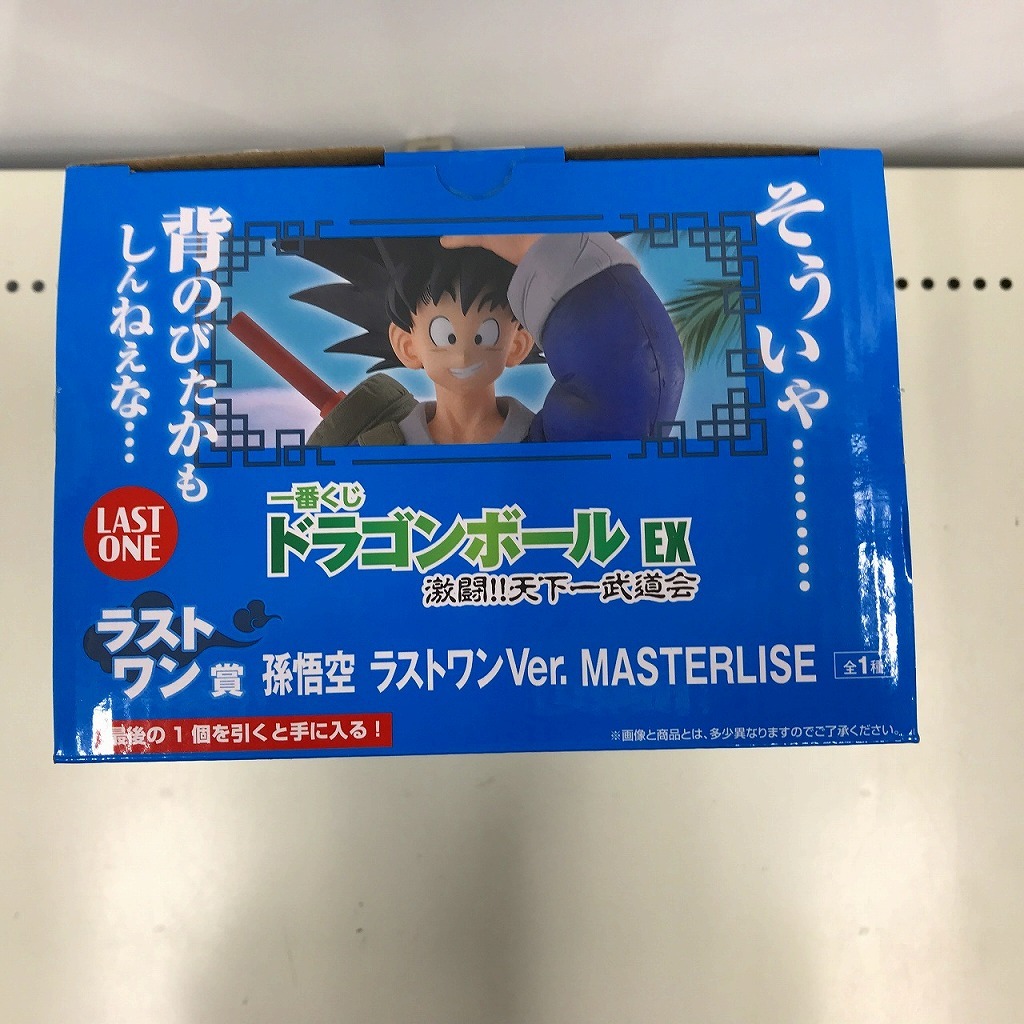 そういや…………
背のびたかも
しんねぇな…
LAST
ONE
一番くじ
ドラゴンボール EX
激闘!!天下一武道会
ラスト
ワン賞 孫悟空 ラストワンVer. MASTERLISE 全1種
最後の1個を引くと手に入る!
※画像と商品とは、多少異なりますのでご了承ください。